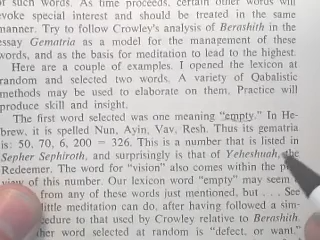 of such words. As time proceeds, certain other words will
evoke special interest and should be treated in the same
manner. Try to follow Crowley's analysis of Berashith in the
essay Gematria as a model for the management of these
words, and as the basis for meditation to lead to the highest.
Here are a couple of examples. I opened the lexicon at
random and selected two words. A variety of Qabalistic
methods may be used to elaborate on them. Practice will
produce skill and insight.
The first word selected was one meaning "empty." In He-
brew, it is spelled Nun, Ayin, Vav, Resh. Thus its gematria
is: 50, 70, 6, 200 = 326. This is a number that is listed in
Sepher Sephiroth, and surprisingly is that of Yeheshuah, the
Redeemer. The word for "vision" also comes within the
view of this number. Our lexicon word "empty" may seem
from any of these words just mentioned, but . . . See
little meditation can do, after having followed a sim-
cedure to that used by Crowley relative to Berashith.
her word selected at random is "defect, or want."